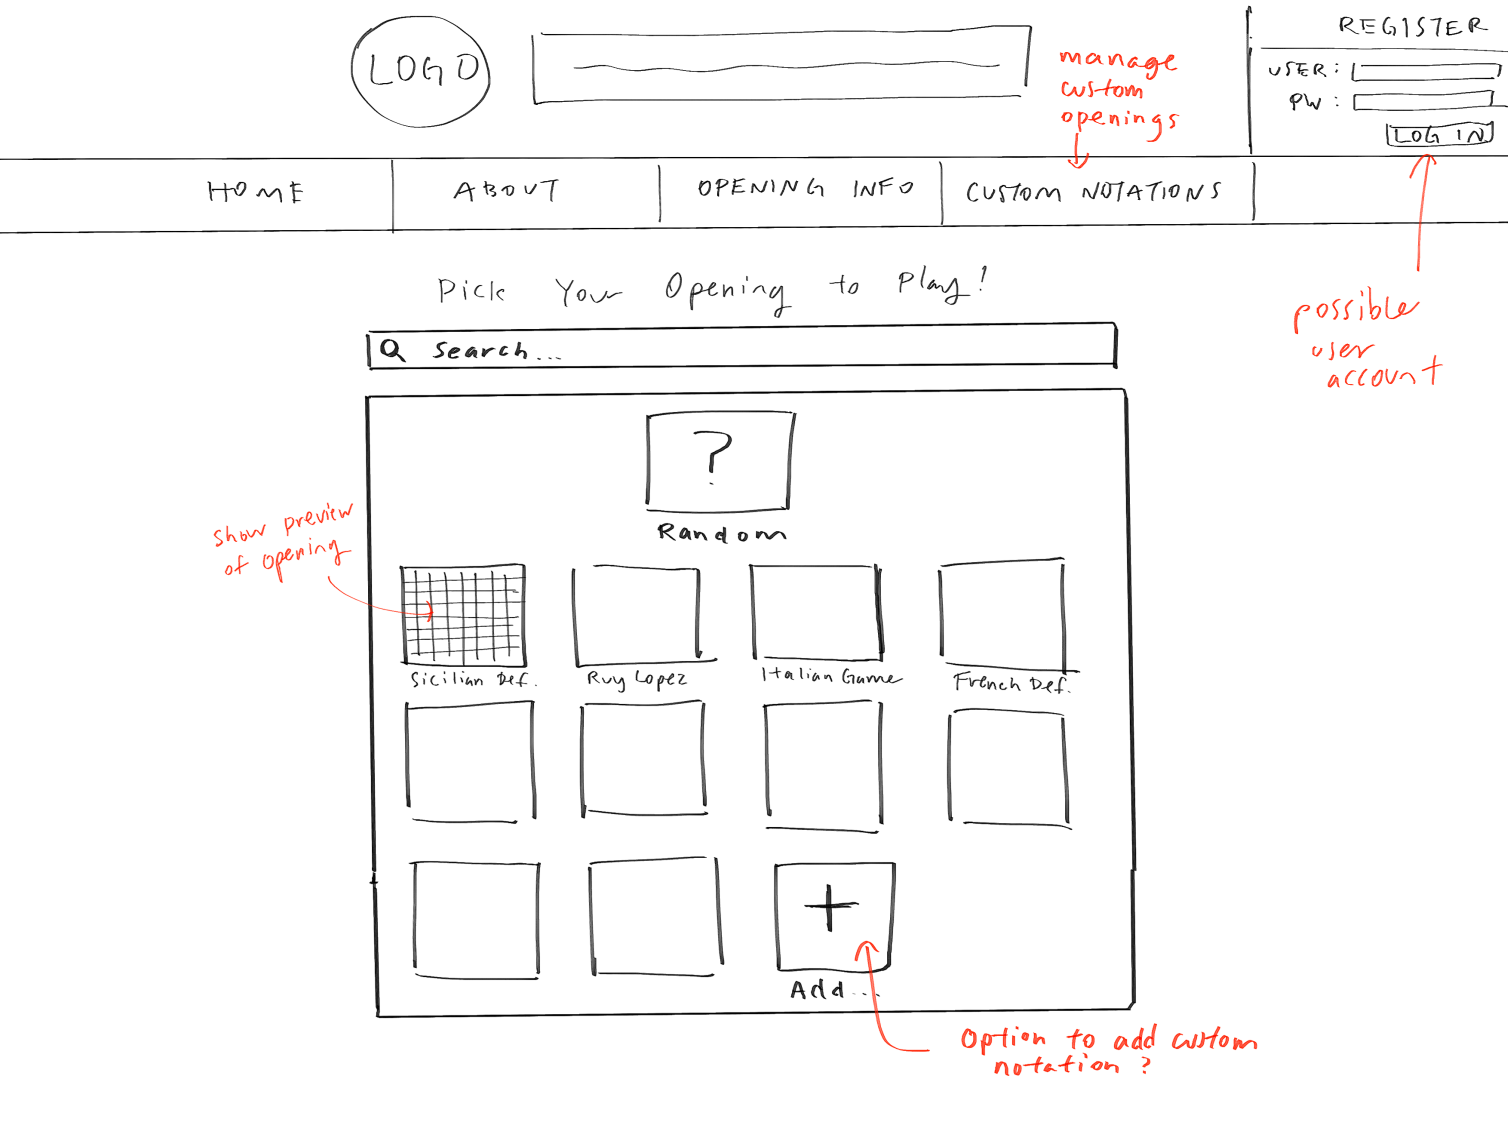 LOGO
manage
custom
openings
REGISTER
USER:
PW:
LOG IN
HOME
ABOUT
OPENING INFO
CUSTOM NOTATIONS
Pick Your Opening to Play!
Search...
possible
user
account
?
Random
show preview
of opening
Sicilian Def.
Ruy Lopez
Italian Game
French Def.
+
Add...
Option to add custom
notation?